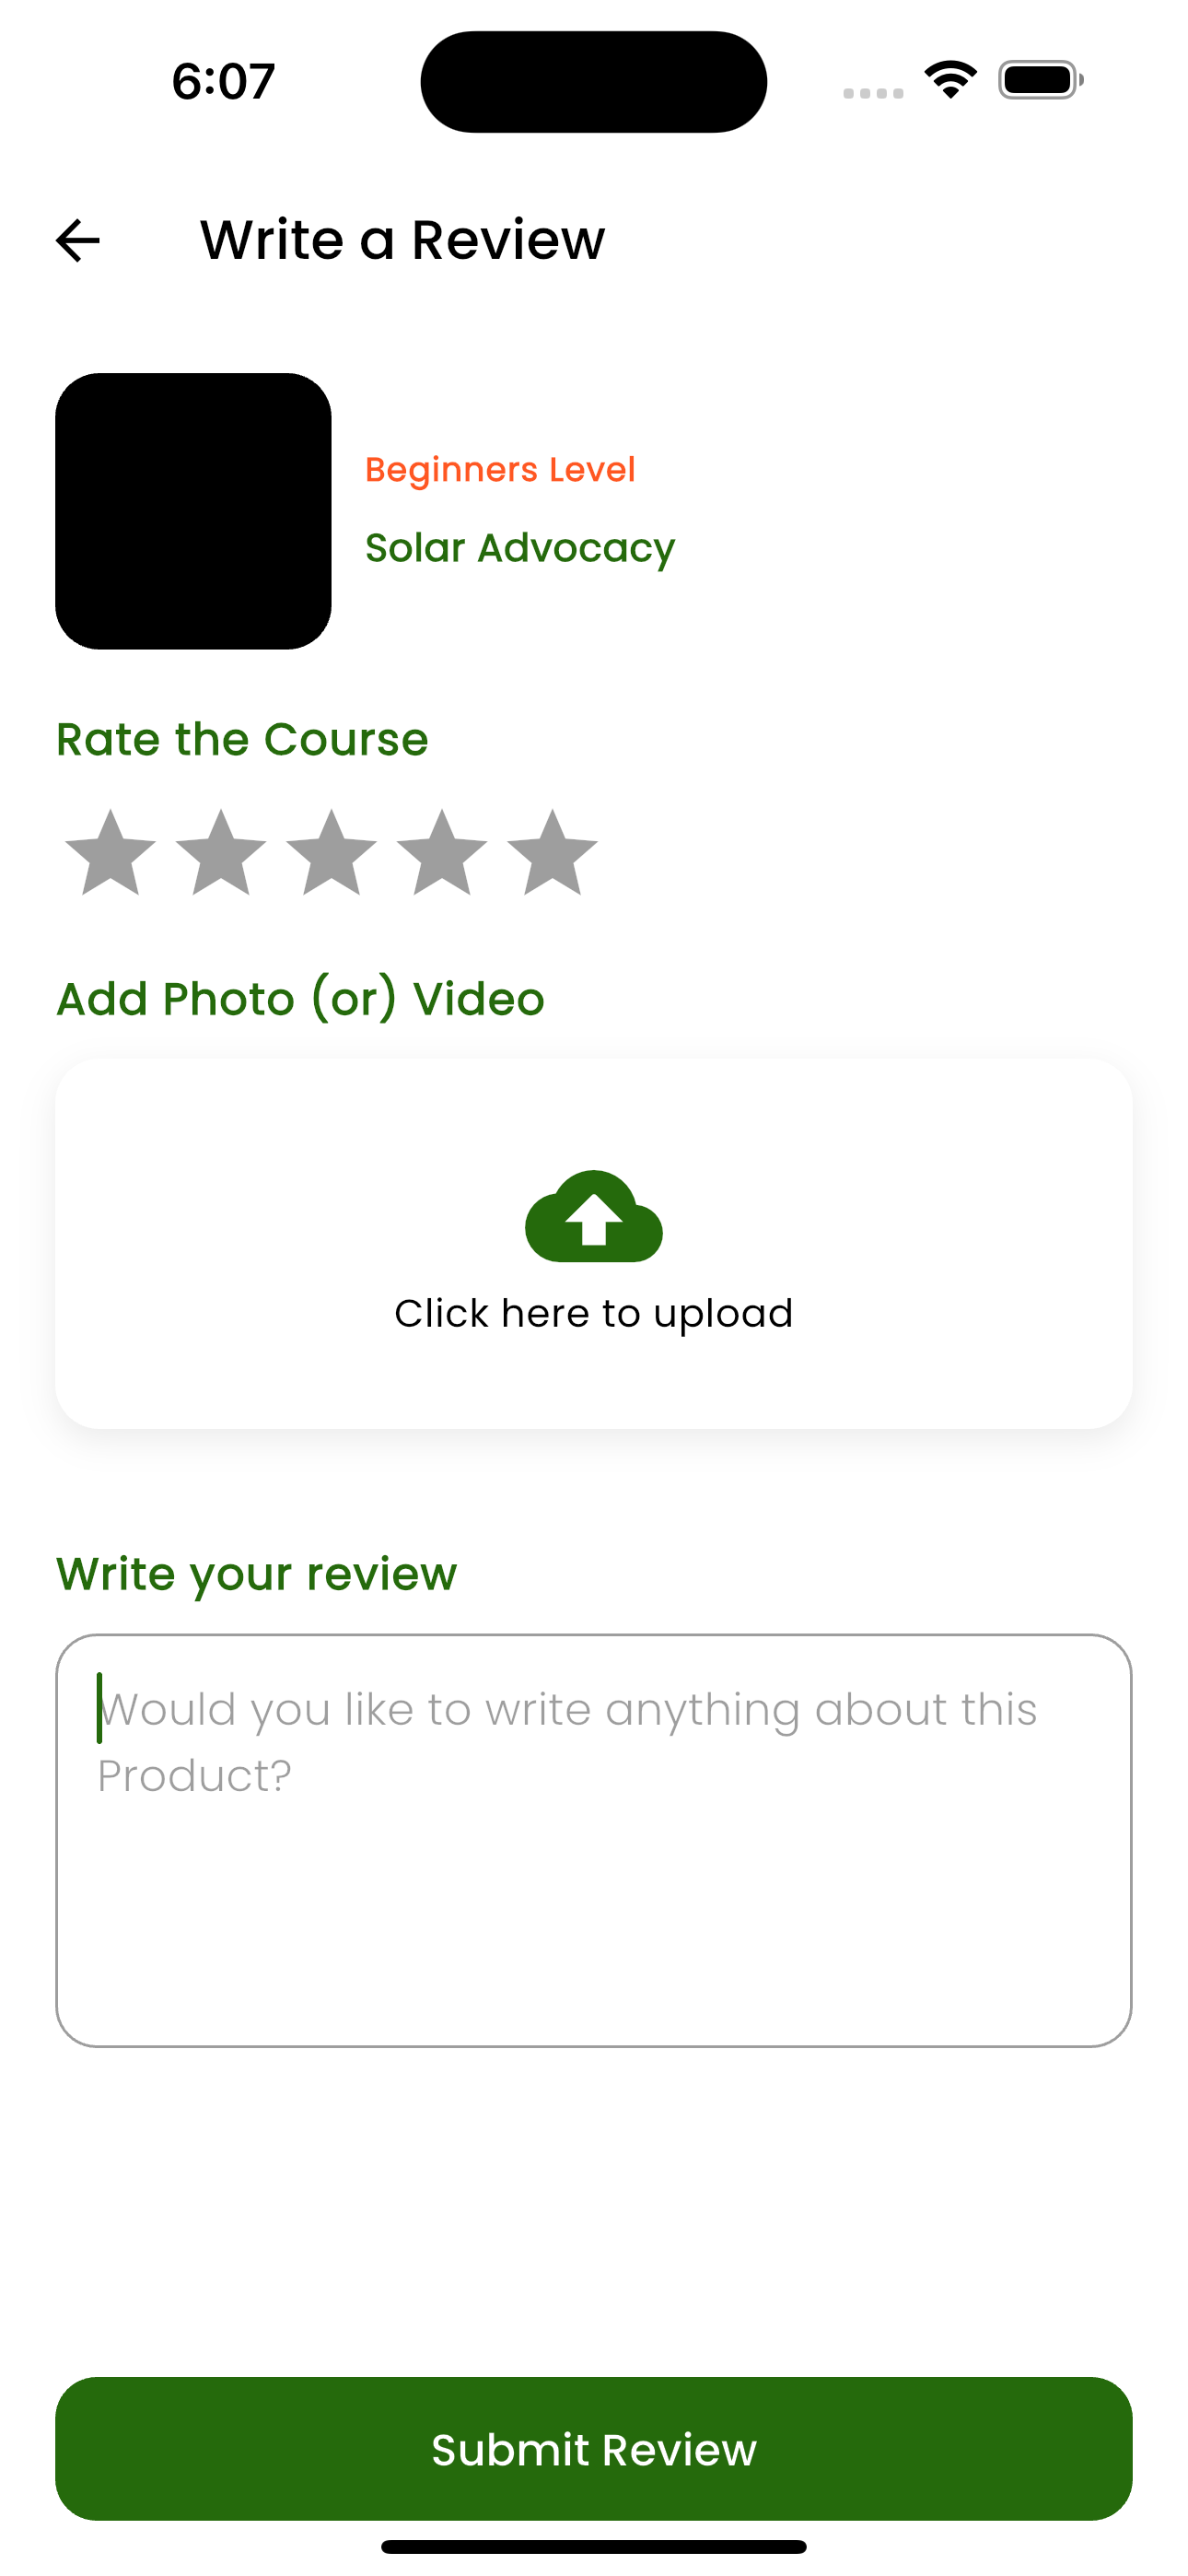 6:07
Write a Review
Beginners Level
Solar Advocacy
Rate the Course
Add Photo (or) Video
Click here to upload
Write your review
Would you like to write anything about this
Product?
Submit Review